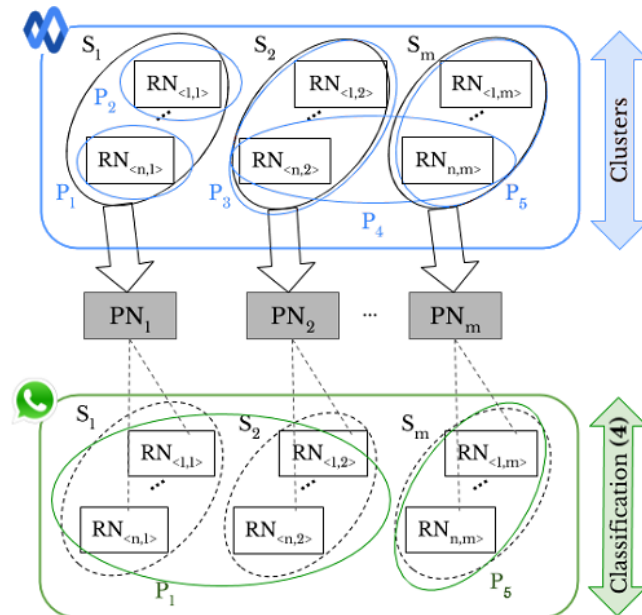 S₁ S₂ Sₘ
RN<1,1> RN<1,2> RN<1,m>
P₂
... ... ...
RN<n,1> RN<n,2> RNn,m>
P₁ P₃ P₄ P₅
Clusters
PN₁ PN₂ ... PNₘ
S₁ S₂ Sₘ
RN<1,1> RN<1,2> RN<1,m>
... ... ...
RN<n,1> RN<n,2> RNn,m>
P₁ P₅
Classification (4)